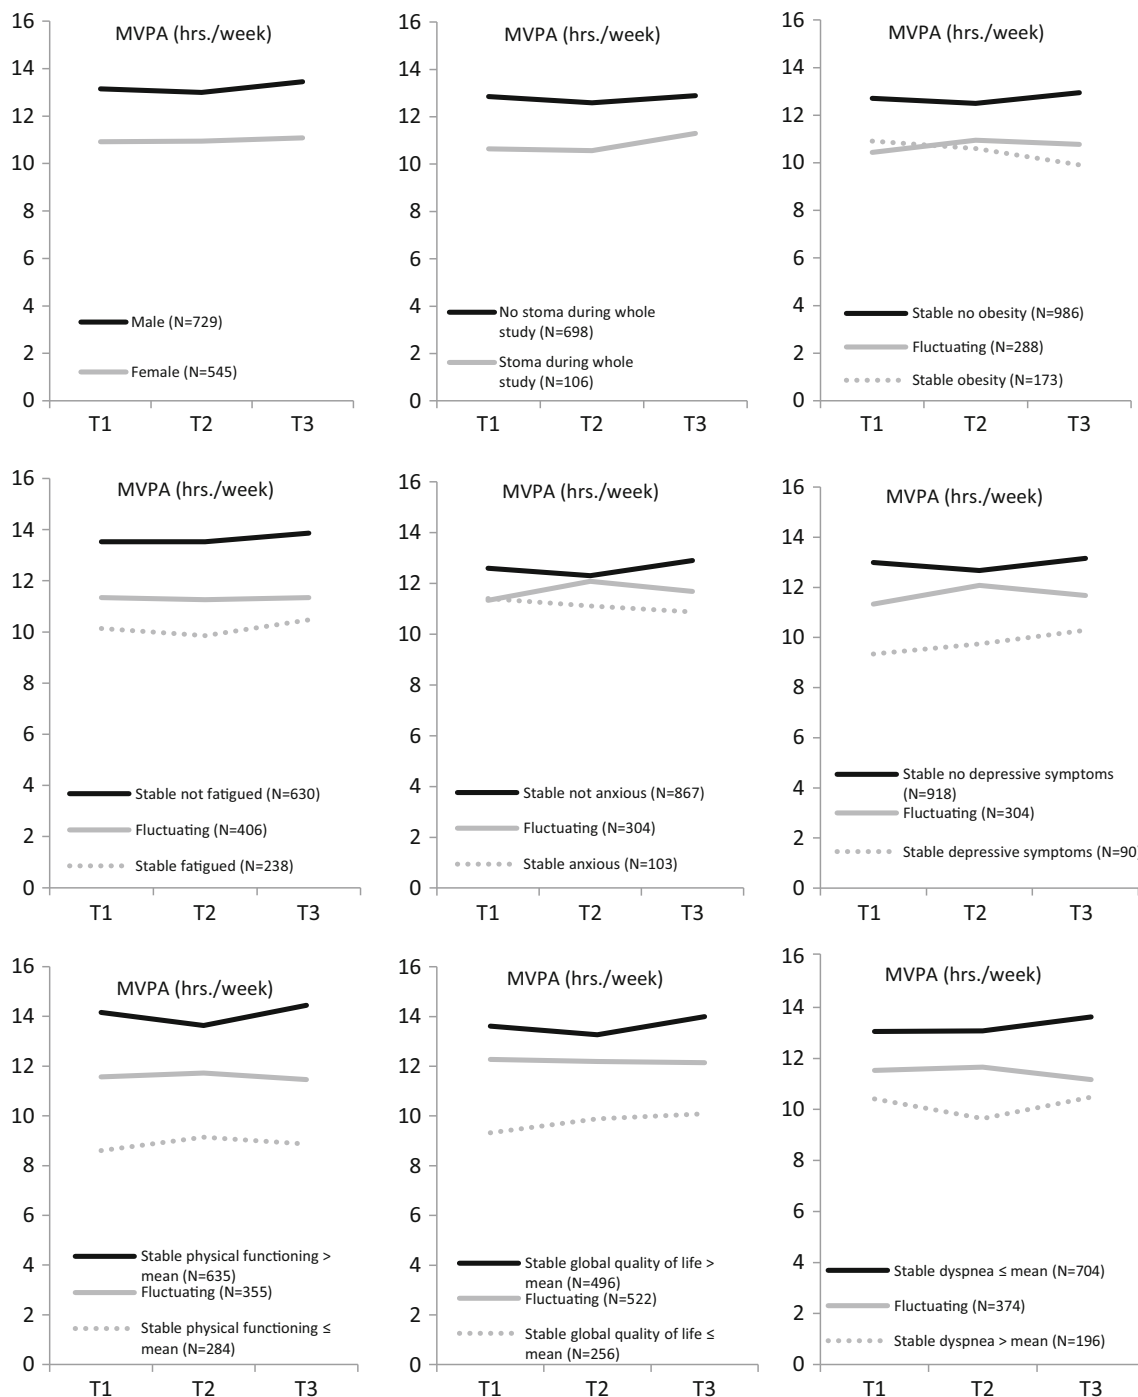 MVPA (hrs./week)
16
14
12
10
8
6
4
2
0
Male (N=729)
Female (N=545)
T1 T2 T3
MVPA (hrs./week)
16
14
12
10
8
6
4
2
0
No stoma during whole
study (N=698)
Stoma during whole
study (N=106)
T1 T2 T3
MVPA (hrs./week)
16
14
12
10
8
6
4
2
0
Stable no obesity (N=986)
Fluctuating (N=288)
Stable obesity (N=173)
T1 T2 T3
MVPA (hrs./week)
16
14
12
10
8
6
4
2
0
Stable not fatigued (N=630)
Fluctuating (N=406)
Stable fatigued (N=238)
T1 T2 T3
MVPA (hrs./week)
16
14
12
10
8
6
4
2
0
Stable not anxious (N=867)
Fluctuating (N=304)
Stable anxious (N=103)
T1 T2 T3
MVPA (hrs./week)
16
14
12
10
8
6
4
2
0
Stable no depressive symptoms
(N=918)
Fluctuating (N=304)
Stable depressive symptoms (N=90)
T1 T2 T3
MVPA (hrs./week)
16
14
12
10
8
6
4
2
0
Stable physical functioning >
mean (N=635)
Fluctuating (N=355)
Stable physical functioning ≤
mean (N=284)
T1 T2 T3
MVPA (hrs./week)
16
14
12
10
8
6
4
2
0
Stable global quality of life >
mean (N=496)
Fluctuating (N=522)
Stable global quality of life ≤
mean (N=256)
T1 T2 T3
MVPA (hrs./week)
16
14
12
10
8
6
4
2
0
Stable dyspnea ≤ mean (N=704)
Fluctuating (N=374)
Stable dyspnea > mean (N=196)
T1 T2 T3